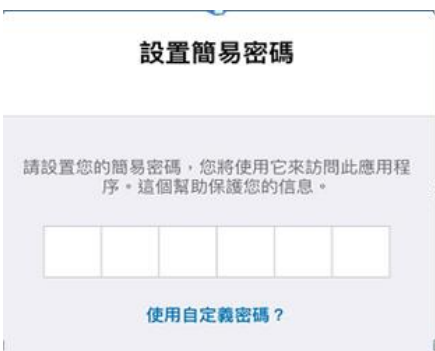 設置簡易密碼
請設置您的簡易密碼，您將使用它來訪問此應用程
序。這個幫助保護您的信息。
使用自定義密碼？